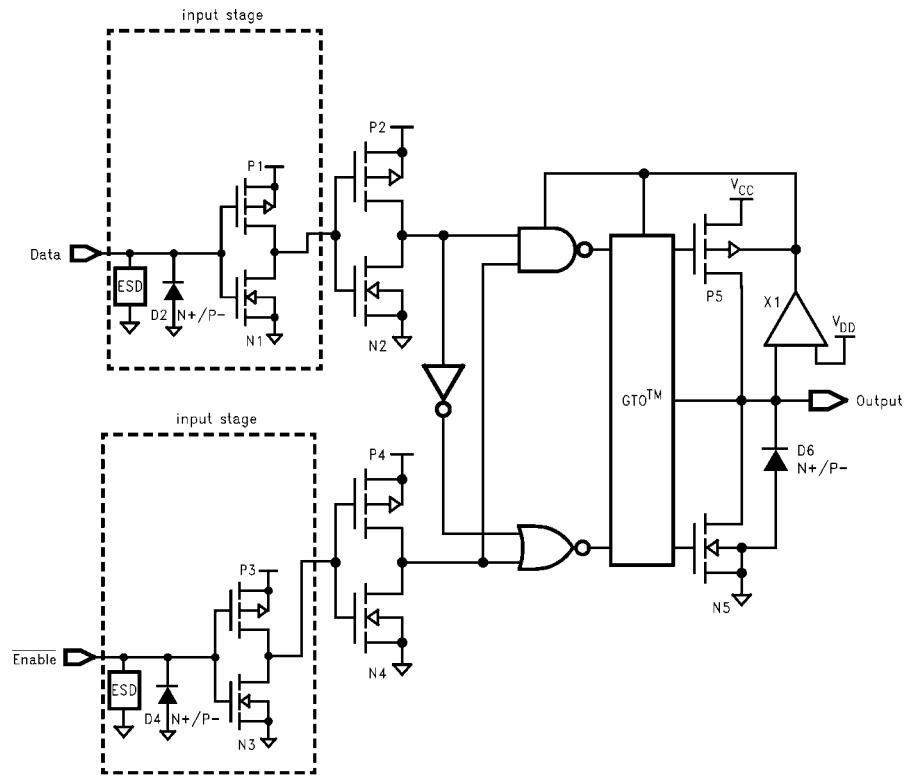 input stage
P2
P1
V_CC
Data
ESD
D2 N+/P-
N1
N2
P5
X1
V_DD
GTO™
Output
D6
N+/P-
input stage
P4
P3
N5
Enable
ESD
D4 N+/P-
N3
N4